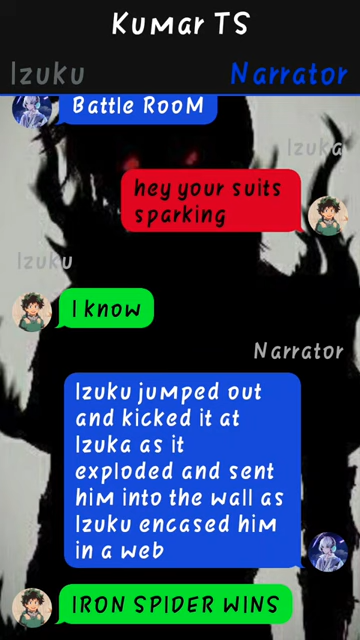 Kumar TS
Izuku
Narrator
Battle Room
Izuka
hey your suits
sparking
Izuku
I know
Narrator
Izuku jumped out
and kicked it at
Izuka as it
exploded and sent
him into the wall as
Izuku encased him
in a web
IRON SPIDER WINS